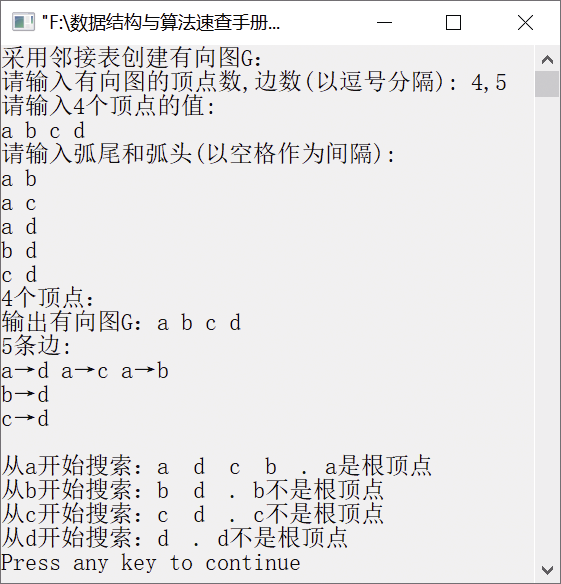 "F:\数据结构与算法速查手册...
采用邻接表创建有向图G:
请输入有向图的顶点数,边数(以逗号分隔): 4,5
请输入4个顶点的值:
a b c d
请输入弧尾和弧头(以空格作为间隔):
a b
a c
a d
b d
c d
4个顶点:
输出有向图G: a b c d
5条边:
a→d a→c a→b
b→d
c→d
从a开始搜索: a  d  c  b  . a是根顶点
从b开始搜索: b  d  . b不是根顶点
从c开始搜索: c  d  . c不是根顶点
从d开始搜索: d  . d不是根顶点
Press any key to continue